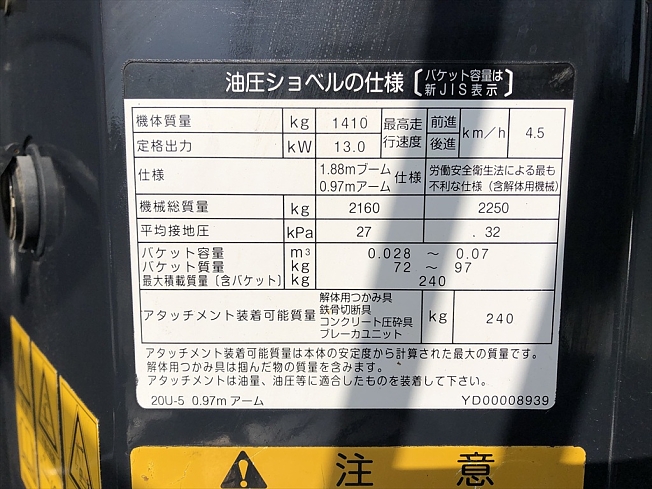 油圧ショベルの仕様〔バケット容量は
新JIS表示〕
機体質量 kg 1410 最高走行速度 前進 後進 km/h 4.5
定格出力 kW 13.0
仕様 1.88mブーム 0.97mアーム 仕様 労働安全衛生法による最も
不利な仕様(含解体用機械)
機械総質量 kg 2160 2250
平均接地圧 kPa 27 .32
バケット容量 m³ 0.028 ~ 0.07
バケット質量 kg 72 ~ 97
最大積載質量〔含バケット〕 kg 240
アタッチメント装着可能質量 解体用つかみ具
鉄骨切断具
コンクリート圧砕具
ブレーカユニット
kg 240
アタッチメント装着可能質量は本体の安定度から計算された最大の質量です。
解体用つかみ具は掴んだ物の質量を含みます。
アタッチメントは油量、油圧等に適合したものを装着して下さい。
20U-5 0.97mアーム YD00008939
注 意